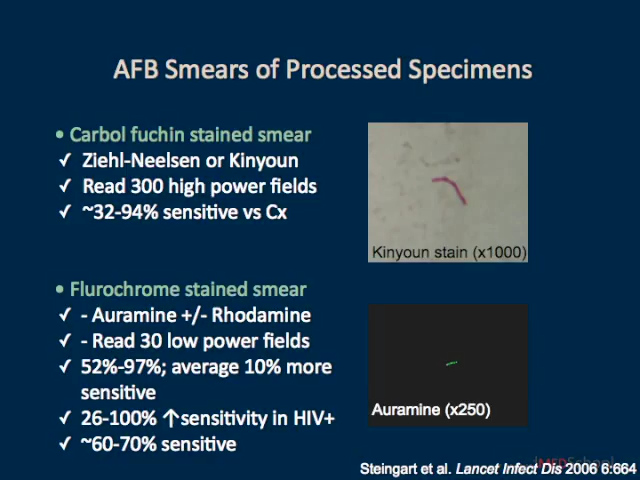 AFB Smears of Processed Specimens
• Carbol fuchin stained smear
✓ Ziehl-Neelsen or Kinyoun
✓ Read 300 high power fields
✓ ~32-94% sensitive vs Cx
Kinyoun stain (x1000)
• Flurochrome stained smear
✓ - Auramine +/- Rhodamine
✓ - Read 30 low power fields
✓ 52%-97%; average 10% more
sensitive
✓ 26-100% ↑sensitivity in HIV+
✓ ~60-70% sensitive
Auramine (x250)
Steingart et al. Lancet Infect Dis 2006 6:664